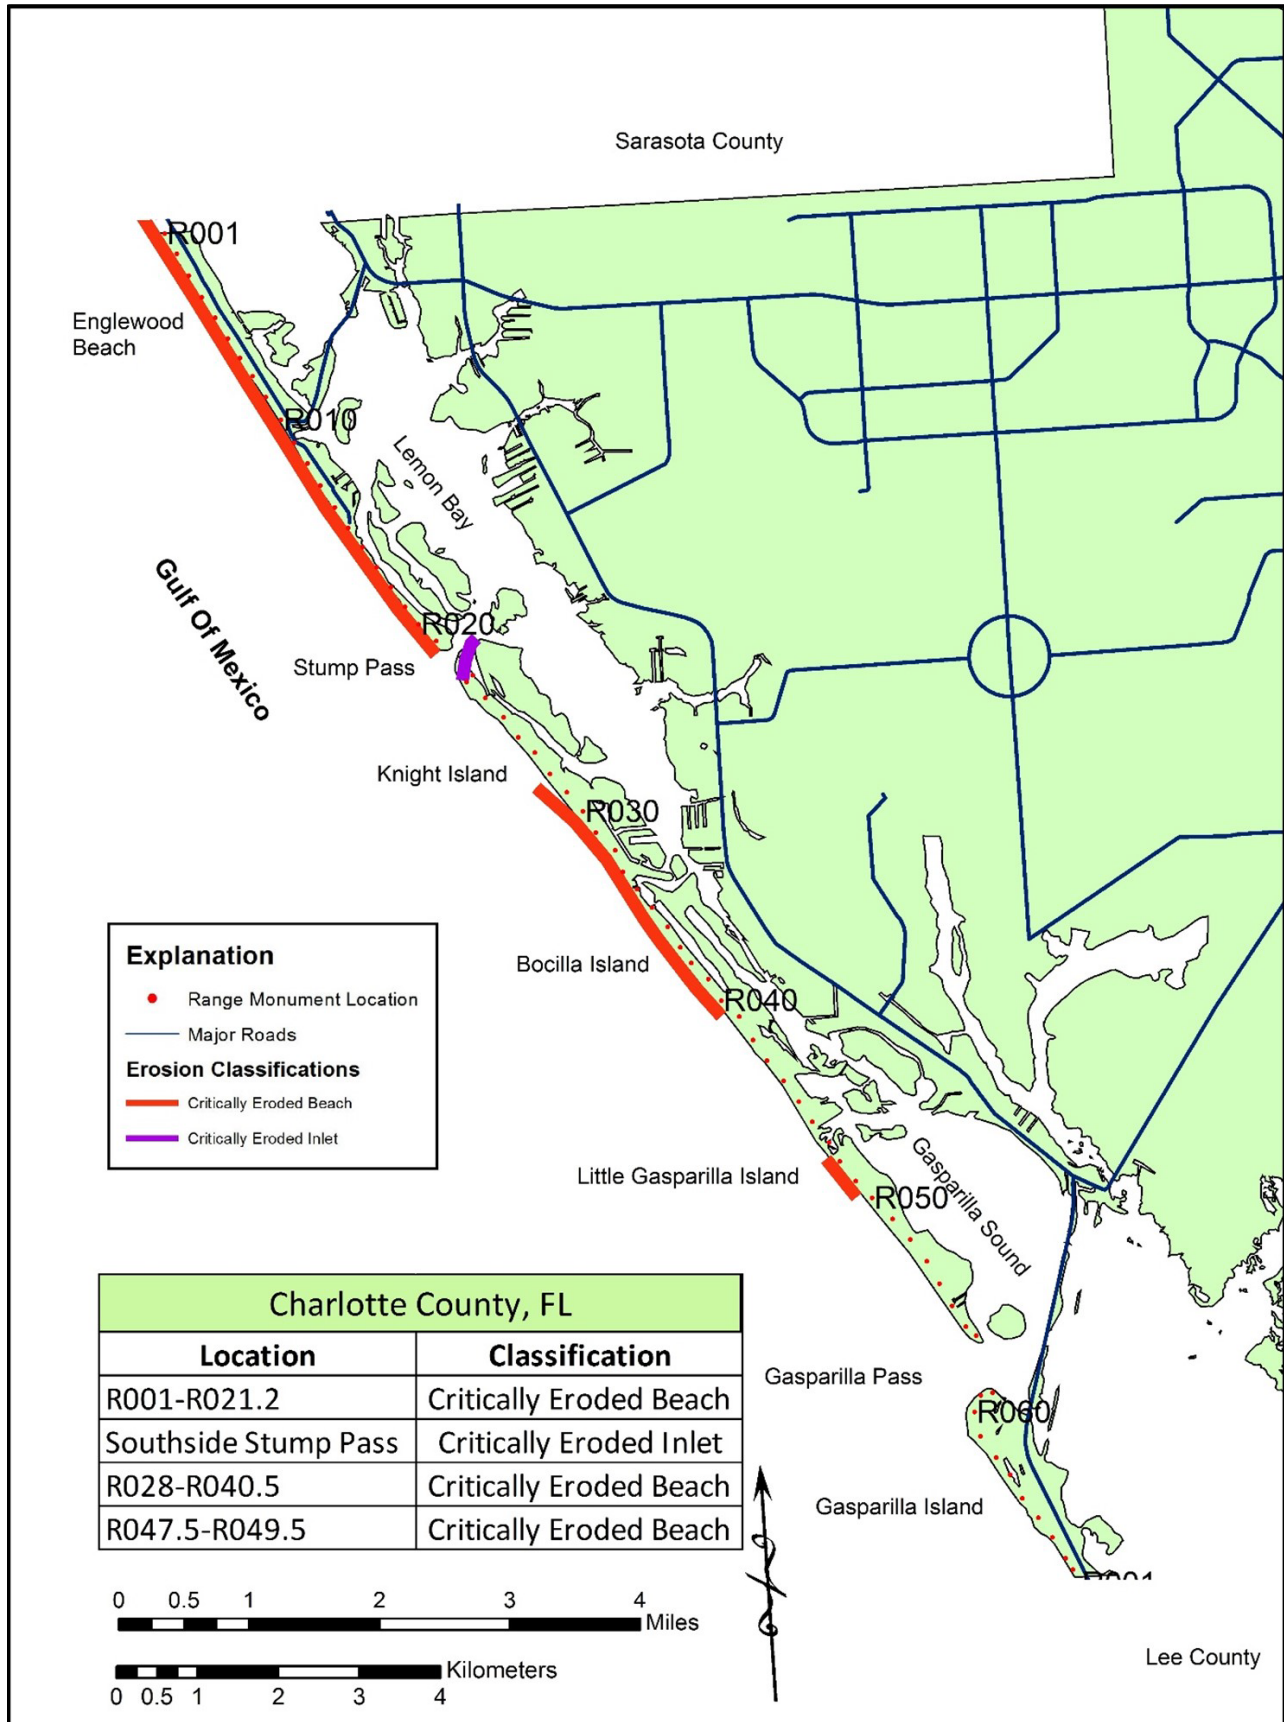 Sarasota County
R001
Englewood
Beach
R010
Lemon Bay
Gulf Of Mexico
R020
Stump Pass
Knight Island
R030
Explanation
Range Monument Location
Major Roads
Erosion Classifications
Critically Eroded Beach
Critically Eroded Inlet
Bocilla Island
R040
Little Gasparilla Island
R050
Gasparilla Sound
Charlotte County, FL
Location Classification
R001-R021.2 Critically Eroded Beach
Southside Stump Pass Critically Eroded Inlet
R028-R040.5 Critically Eroded Beach
R047.5-R049.5 Critically Eroded Beach
Gasparilla Pass
R060
Gasparilla Island
R001
0 0.5 1 2 3 4
Miles
Kilometers
0 0.5 1 2 3 4
Lee County